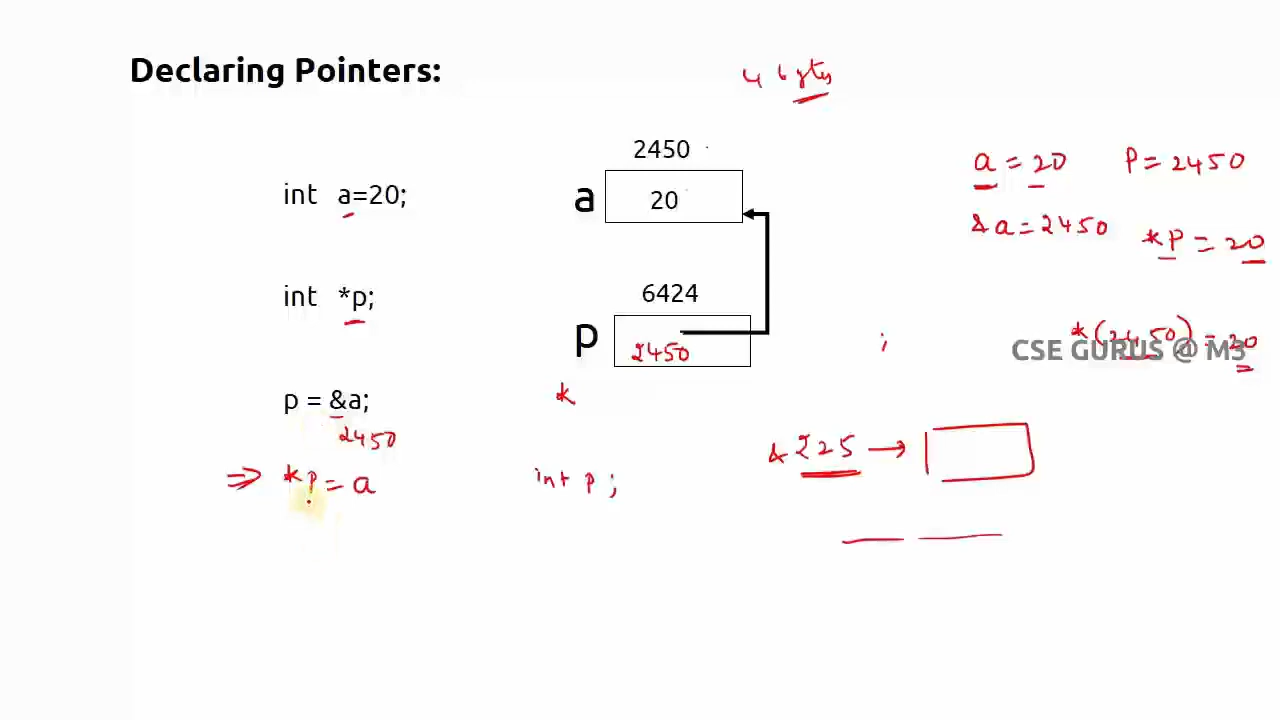 Declaring Pointers:
4 bytes
2450
a = 20 P = 2450
int a=20;
a
20
&a = 2450
*P = 20
int *p;
6424
p
2450
;
*(2450) = 20
CSE GURUS @ M3
p = &a;
*
2450
& 2225 →
⇒ *p = a
int p;